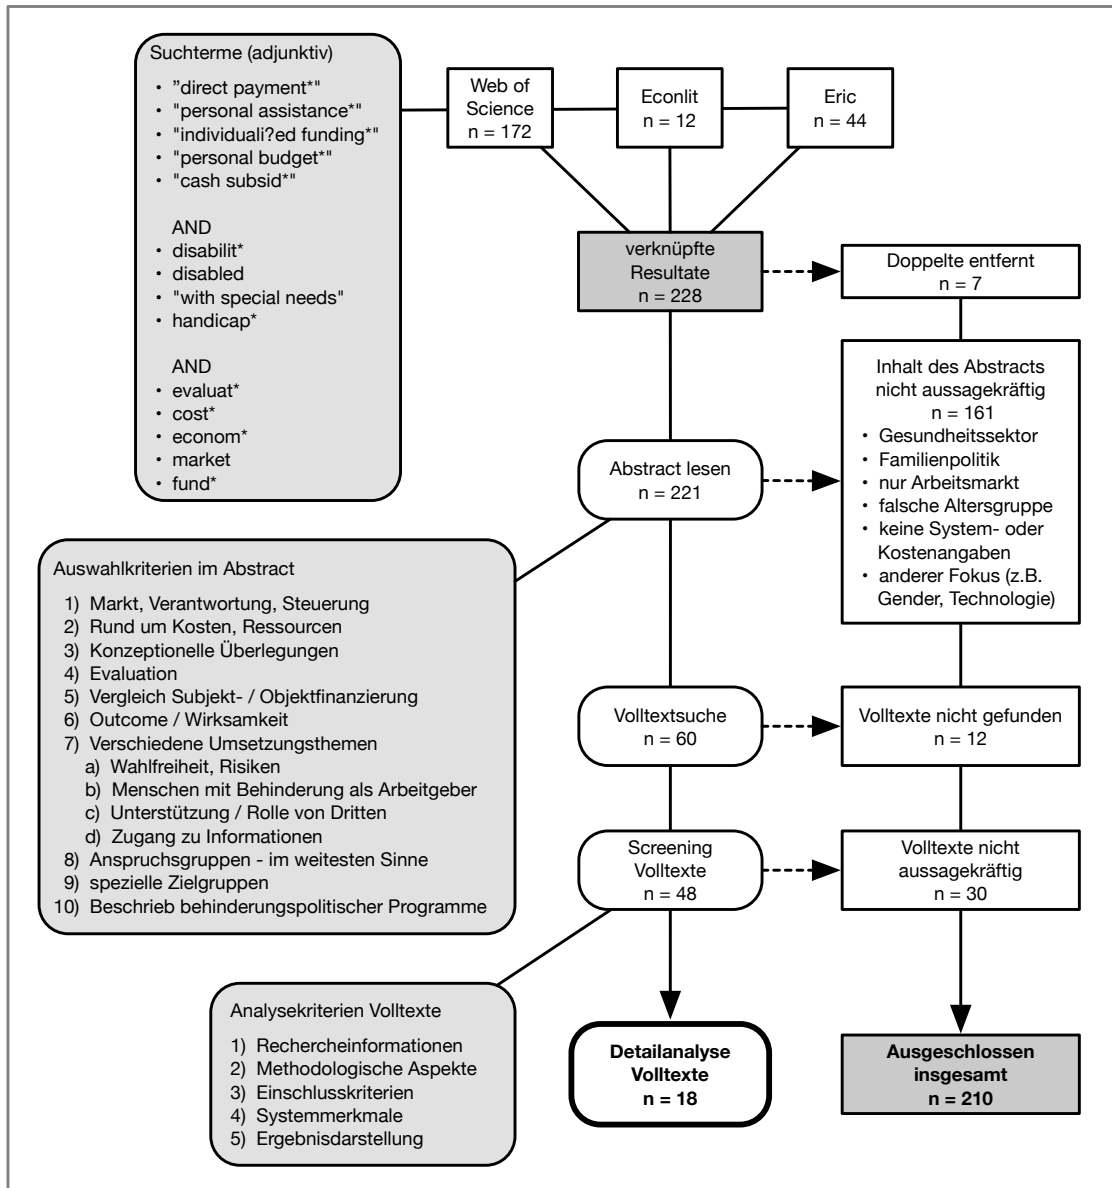 Suchterme (adjunktiv)
• ”direct payment*"
• "personal assistance*"
• "individuali?ed funding*"
• "personal budget*"
• "cash subsid*"
AND
• disabilit*
• disabled
• "with special needs"
• handicap*
AND
• evaluat*
• cost*
• econom*
• market
• fund*
Web of
Science
n = 172
Econlit
n = 12
Eric
n = 44
verknüpfte
Resultate
n = 228
Doppelte entfernt
n = 7
Abstract lesen
n = 221
Inhalt des Abstracts
nicht aussagekräftig
n = 161
• Gesundheitssektor
• Familienpolitik
• nur Arbeitsmarkt
• falsche Altersgruppe
• keine System- oder
Kostenangaben
• anderer Fokus (z.B.
Gender, Technologie)
Auswahlkriterien im Abstract
1) Markt, Verantwortung, Steuerung
2) Rund um Kosten, Ressourcen
3) Konzeptionelle Überlegungen
4) Evaluation
5) Vergleich Subjekt- / Objektfinanzierung
6) Outcome / Wirksamkeit
7) Verschiedene Umsetzungsthemen
a) Wahlfreiheit, Risiken
b) Menschen mit Behinderung als Arbeitgeber
c) Unterstützung / Rolle von Dritten
d) Zugang zu Informationen
8) Anspruchsgruppen - im weitesten Sinne
9) spezielle Zielgruppen
10) Beschrieb behinderungspolitischer Programme
Volltextsuche
n = 60
Volltexte nicht gefunden
n = 12
Screening
Volltexte
n = 48
Volltexte nicht
aussagekräftig
n = 30
Analysekriterien Volltexte
1) Rechercheinformationen
2) Methodologische Aspekte
3) Einschlusskriterien
4) Systemmerkmale
5) Ergebnisdarstellung
Detailanalyse
Volltexte
n = 18
Ausgeschlossen
insgesamt
n = 210